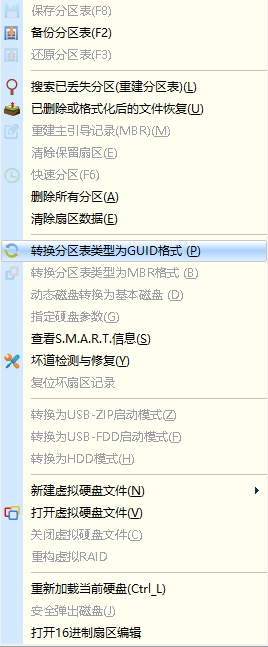 保存分区表(F8)
备份分区表(F2)
还原分区表(F3)
搜索已丢失分区(重建分区表)(L)
已删除或格式化后的文件恢复(U)
重建主引导记录(MBR)(M)
清除保留扇区(E)
快速分区(F6)
删除所有分区(A)
清除扇区数据(E)
转换分区表类型为GUID格式 (P)
转换分区表类型为MBR格式 (B)
动态磁盘转换为基本磁盘 (D)
指定硬盘参数(G)
查看S.M.A.R.T.信息(S)
坏道检测与修复(Y)
复位坏扇区记录
转换为USB-ZIP启动模式(Z)
转换为USB-FDD启动模式(F)
转换为HDD模式(H)
新建虚拟硬盘文件(N)
打开虚拟硬盘文件(V)
关闭虚拟硬盘文件(C)
重构虚拟RAID
重新加载当前硬盘(Ctrl_L)
安全弹出磁盘(J)
打开16进制扇区编辑